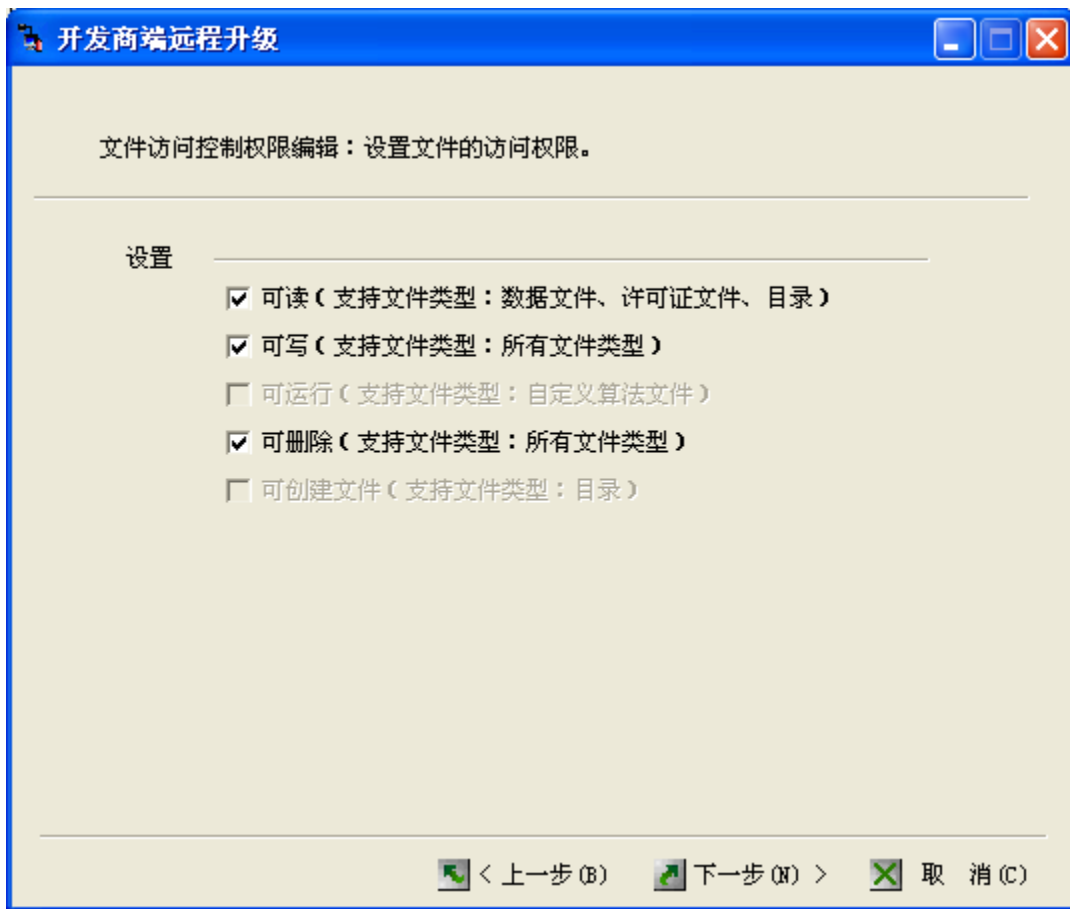 开发商端远程升级
文件访问控制权限编辑：设置文件的访问权限。
设置
可读(支持文件类型：数据文件、许可证文件、目录)
可写(支持文件类型：所有文件类型)
可运行(支持文件类型：自定义算法文件)
可删除(支持文件类型：所有文件类型)
可创建文件(支持文件类型：目录)
< 上一步(B) 下一步(N) > 取 消(C)